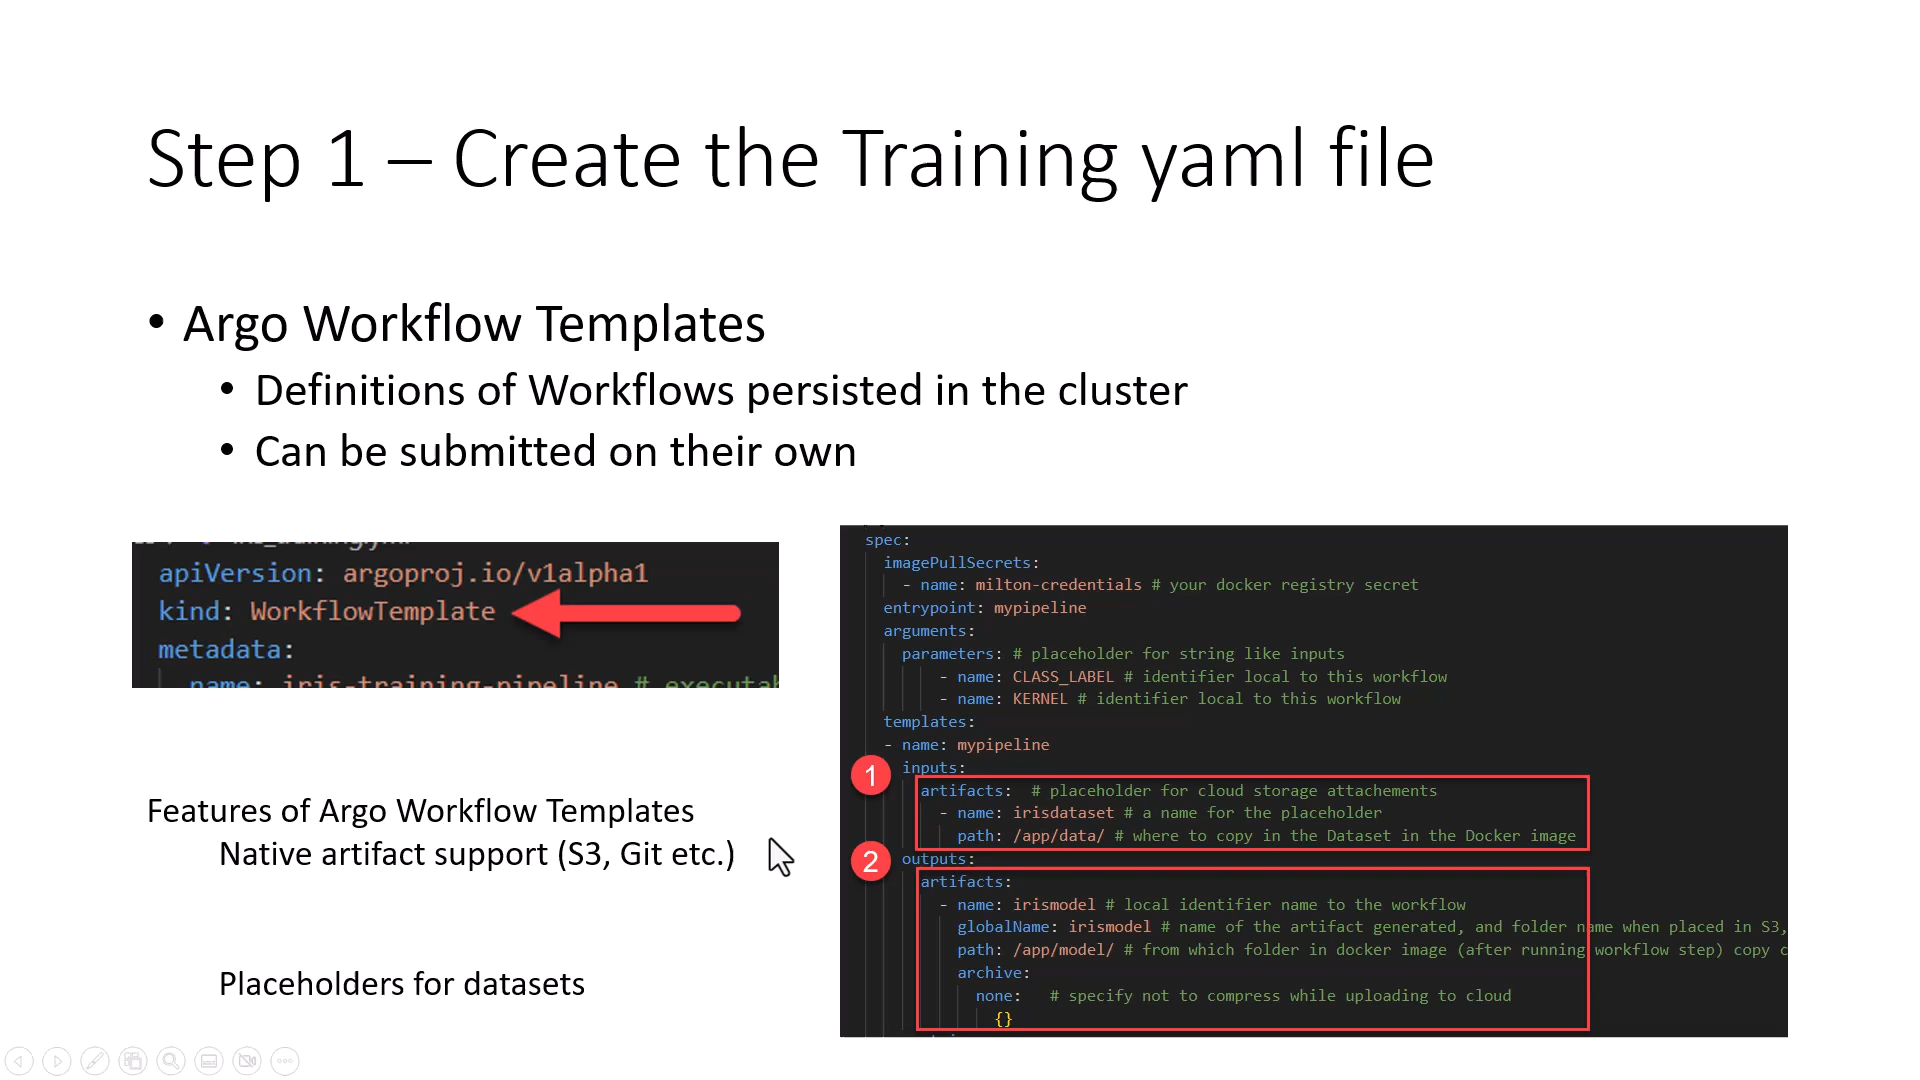 Step 1 – Create the Training yaml file
• Argo Workflow Templates
• Definitions of Workflows persisted in the cluster
• Can be submitted on their own
apiVersion: argoproj.io/v1alpha1
kind: WorkflowTemplate
metadata:
name: iris-training-pipeline # executab
Features of Argo Workflow Templates
Native artifact support (S3, Git etc.)
Placeholders for datasets
spec:
imagePullSecrets:
- name: milton-credentials # your docker registry secret
entrypoint: mypipeline
arguments:
parameters: # placeholder for string like inputs
- name: CLASS_LABEL # identifier local to this workflow
- name: KERNEL # identifier local to this workflow
templates:
- name: mypipeline
inputs:
1
artifacts: # placeholder for cloud storage attachements
- name: irisdataset # a name for the placeholder
path: /app/data/ # where to copy in the Dataset in the Docker image
2
outputs:
artifacts:
- name: irismodel # local identifier name to the workflow
globalName: irismodel # name of the artifact generated, and folder name when placed in S3,
path: /app/model/ # from which folder in docker image (after running workflow step) copy c
archive:
none: # specify not to compress while uploading to cloud
{}